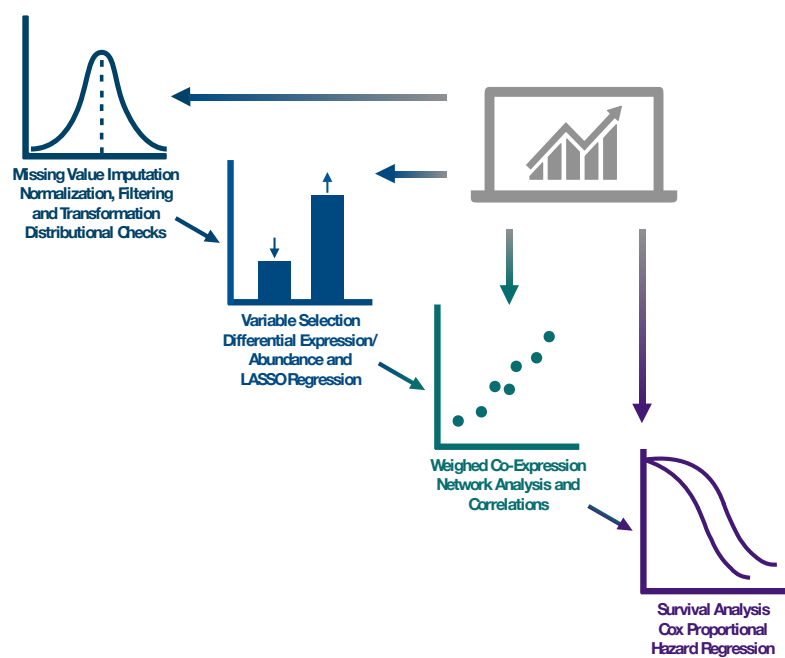 Missing Value Imputation
Normalization, Filtering
and Transformation
Distributional Checks
Variable Selection
Differential Expression/
Abundance and
LASSO Regression
Weighed Co-Expression
Network Analysis and
Correlations
Survival Analysis
Cox Proportional
Hazard Regression